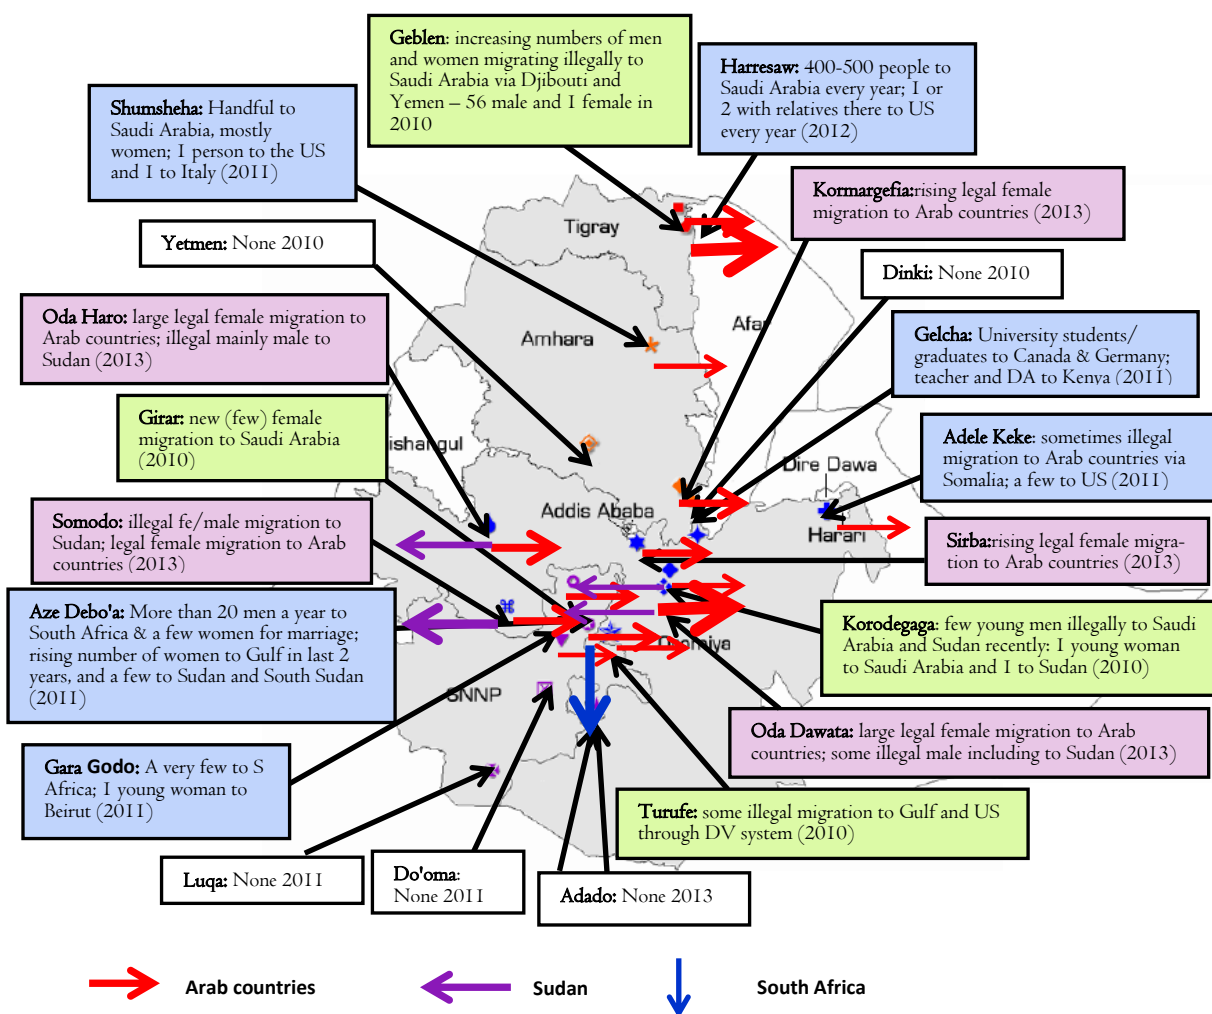 Geblen: increasing numbers of men
and women migrating illegally to
Saudi Arabia via Djibouti and
Yemen – 56 male and 1 female in
2010
Harresaw: 400-500 people to
Saudi Arabia every year; 1 or
2 with relatives there to US
every year (2012)
Shumsheha: Handful to
Saudi Arabia, mostly
women; 1 person to the US
and 1 to Italy (2011)
Kormargefia:rising legal female
migration to Arab countries (2013)
Yetmen: None 2010
Tigray
Dinki: None 2010
Oda Haro: large legal female migration to
Arab countries; illegal mainly male to
Sudan (2013)
Amhara
Afar
Gelcha: University students/
graduates to Canada & Germany;
teacher and DA to Kenya (2011)
Girar: new (few) female
migration to Saudi Arabia
(2010)
ishangul
Adele Keke: sometimes illegal
migration to Arab countries via
Somalia; a few to US (2011)
Dire Dawa
Addis Ababa
Harari
Somodo: illegal fe/male migration to
Sudan; legal female migration to Arab
countries (2013)
Sirba:rising legal female migra-
tion to Arab countries (2013)
Aze Debo'a: More than 20 men a year to
South Africa & a few women for marriage;
rising number of women to Gulf in last 2
years, and a few to Sudan and South Sudan
(2011)
Korodegaga: few young men illegally to Saudi
Arabia and Sudan recently: 1 young woman
to Saudi Arabia and 1 to Sudan (2010)
Oromiya
SNNP
Oda Dawata: large legal female migration to Arab
countries; some illegal male including to Sudan (2013)
Gara Godo: A very few to S
Africa; 1 young woman to
Beirut (2011)
Turufe: some illegal migration to Gulf and US
through DV system (2010)
Luqa: None 2011
Do'oma:
None 2011
Adado: None 2013
Arab countries
Sudan
South Africa